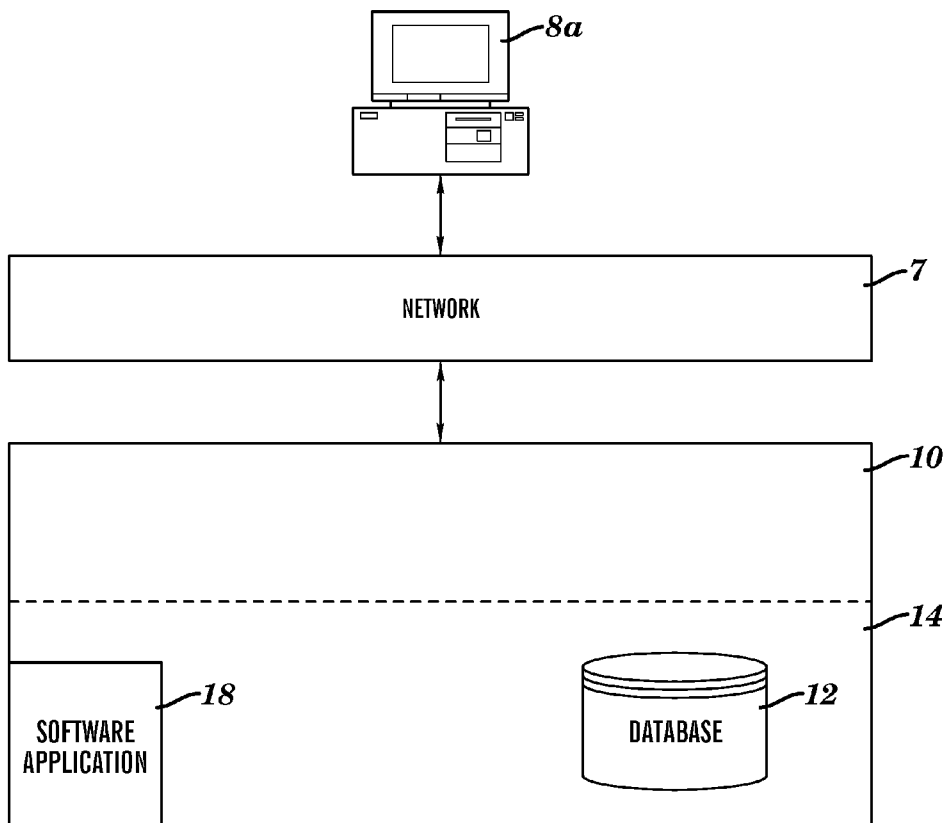 8a
7
NETWORK
10
14
18
12
SOFTWARE
APPLICATION
DATABASE